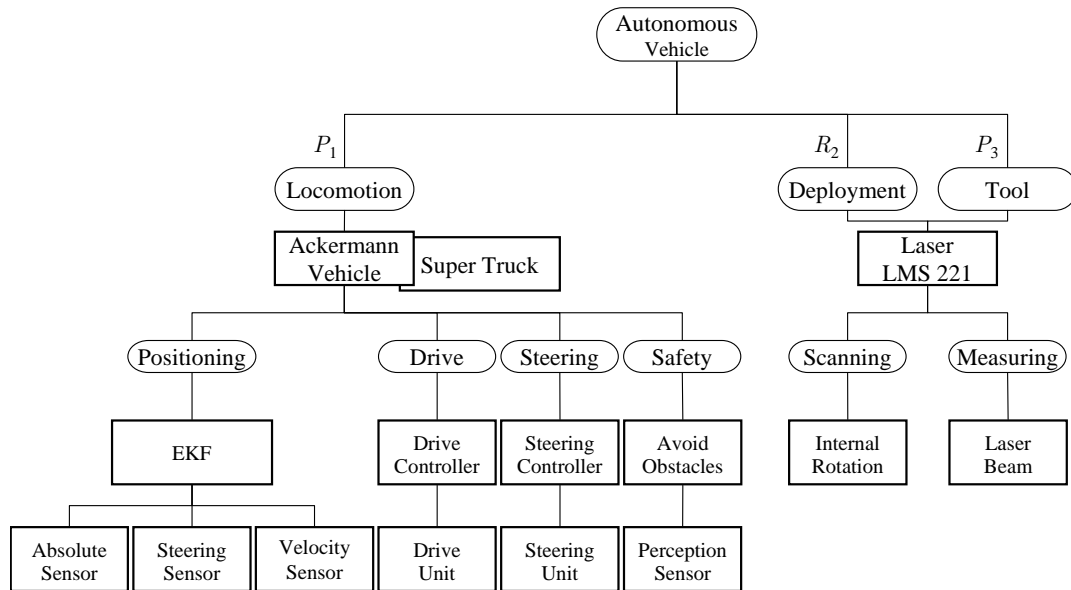 Autonomous
Vehicle
P1
R2
P3
Locomotion
Deployment
Tool
Ackermann
Vehicle
Super Truck
Laser
LMS 221
Positioning
Drive
Steering
Safety
Scanning
Measuring
EKF
Drive
Controller
Steering
Controller
Avoid
Obstacles
Internal
Rotation
Laser
Beam
Absolute
Sensor
Steering
Sensor
Velocity
Sensor
Drive
Unit
Steering
Unit
Perception
Sensor